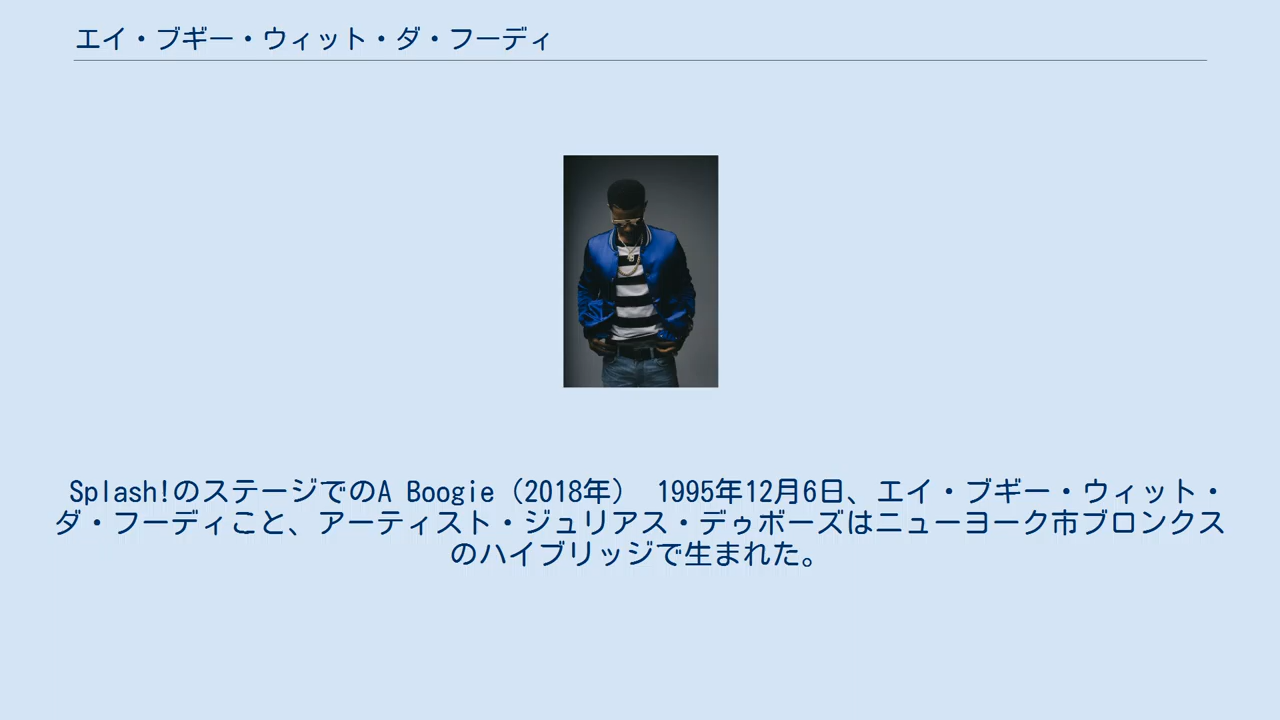 エイ・ブギー・ウィット・ダ・フーディ
Splash!のステージでのA Boogie（2018年） 1995年12月6日、エイ・ブギー・ウィット・
ダ・フーディこと、アーティスト・ジュリアス・デゥボーズはニューヨーク市ブロンクス
のハイブリッジで生まれた。